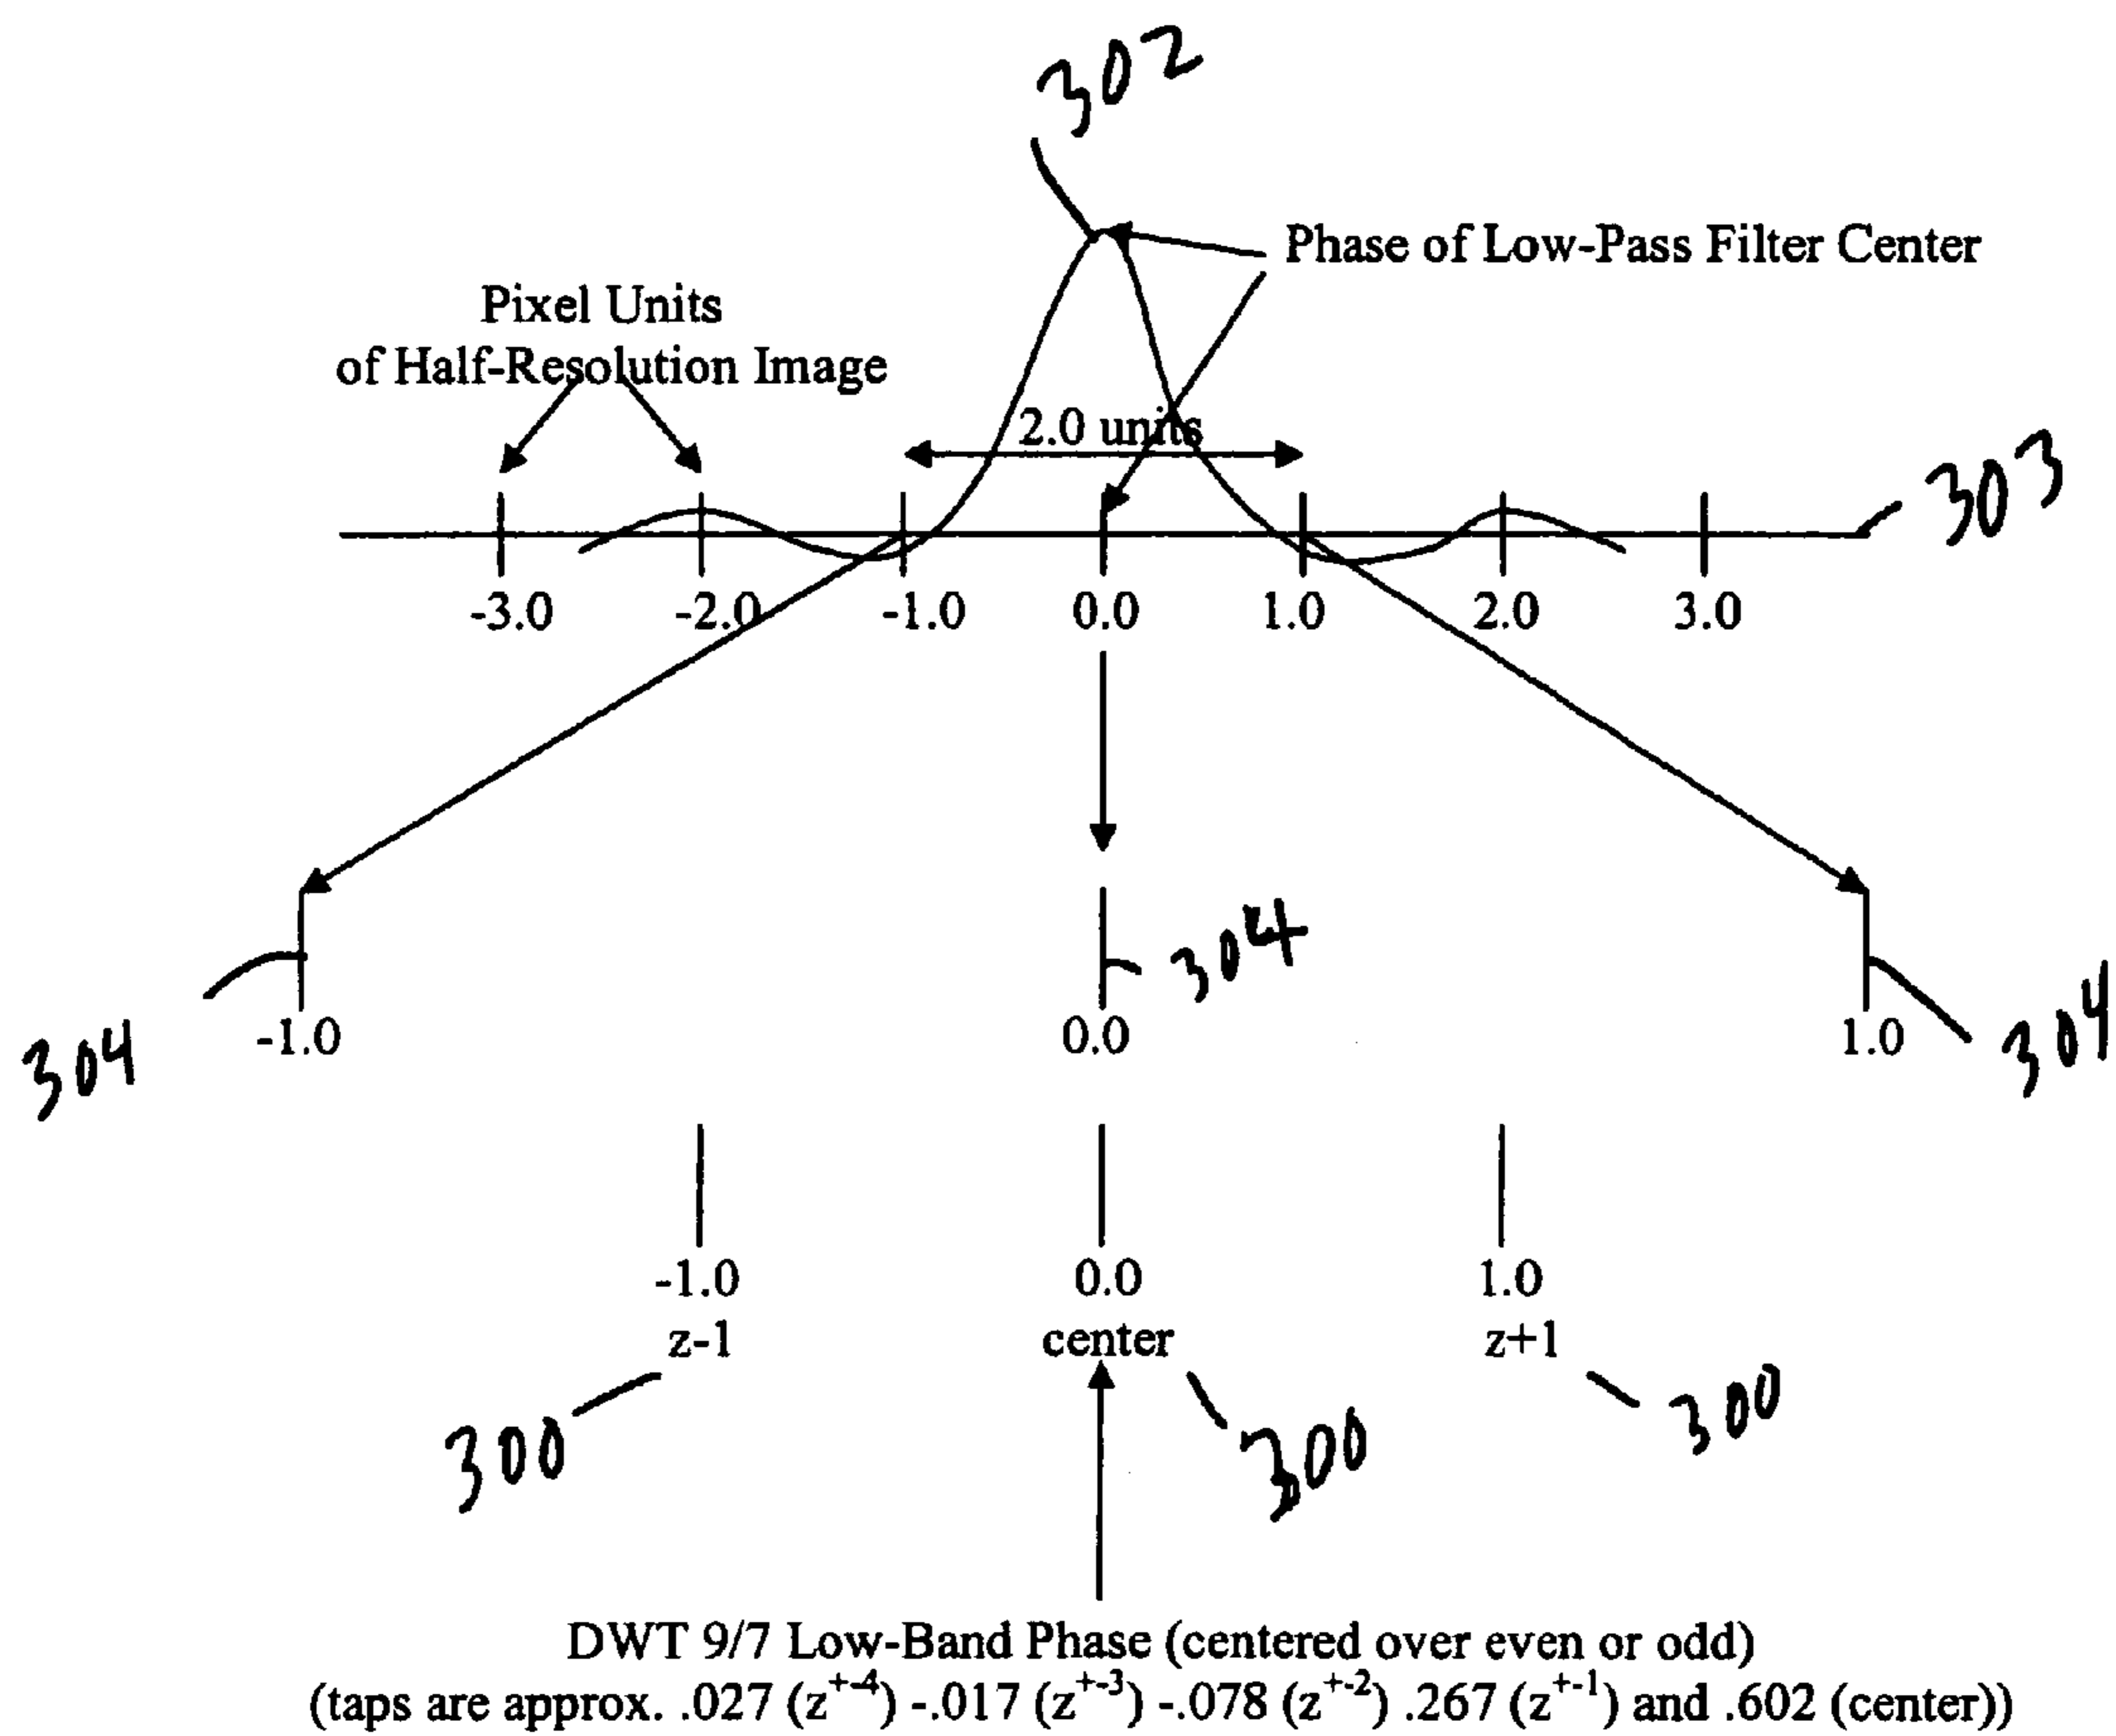 302
Phase of Low-Pass Filter Center
Pixel Units
of Half-Resolution Image
2.0 units
303
-3.0 -2.0 -1.0 0.0 1.0 2.0 3.0
304
-1.0 0.0 1.0
304 304
-1.0 0.0 1.0
z-1 center z+1
300 300 300
DWT 9/7 Low-Band Phase (centered over even or odd)
(taps are approx. .027 (z^+-4) -.017 (z^+-3) -.078 (z^+-2) .267 (z^+-1) and .602 (center))